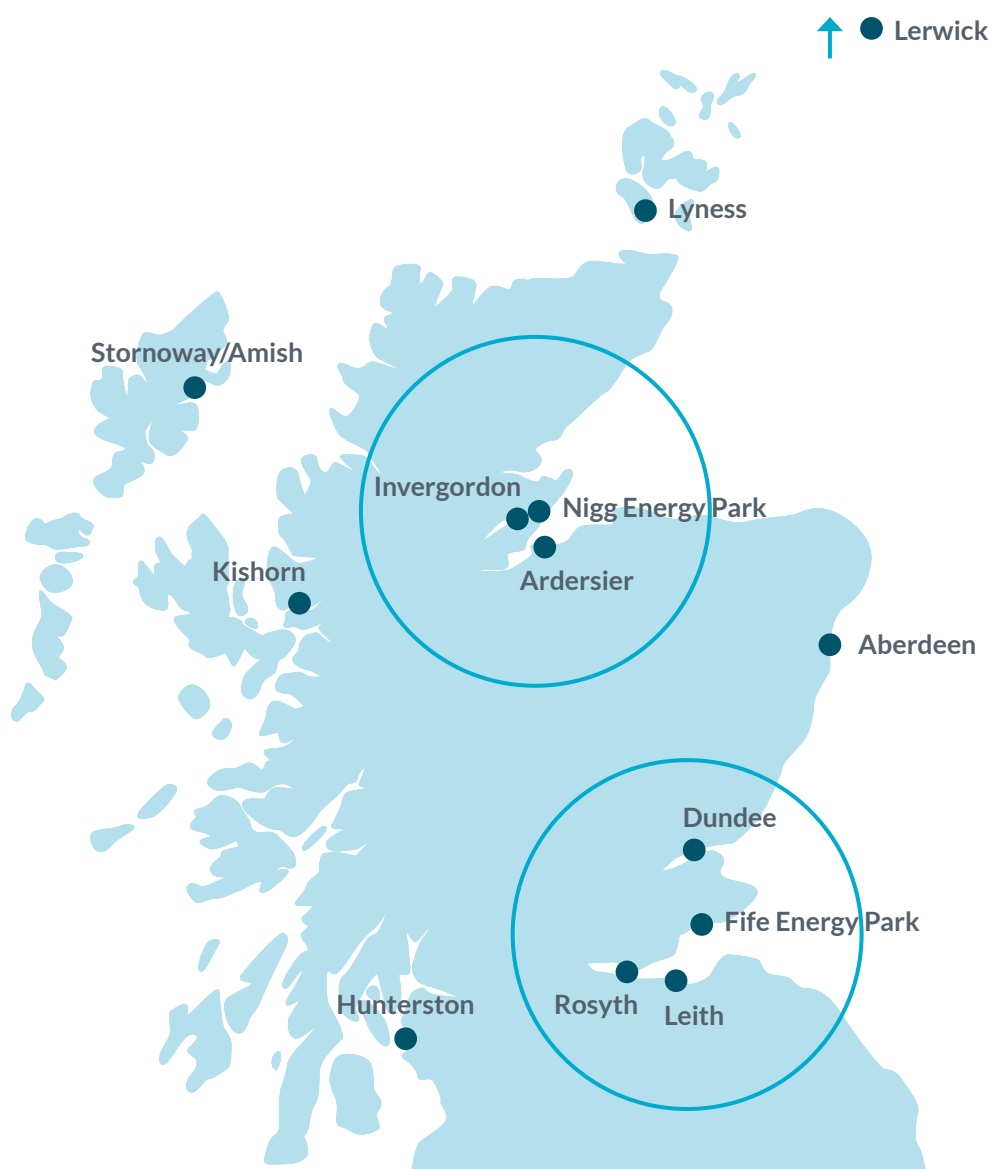 Lerwick
Lyness
Stornoway/Amish
Invergordon
Nigg Energy Park
Kishorn
Ardersier
Aberdeen
Dundee
Fife Energy Park
Hunterston
Rosyth
Leith